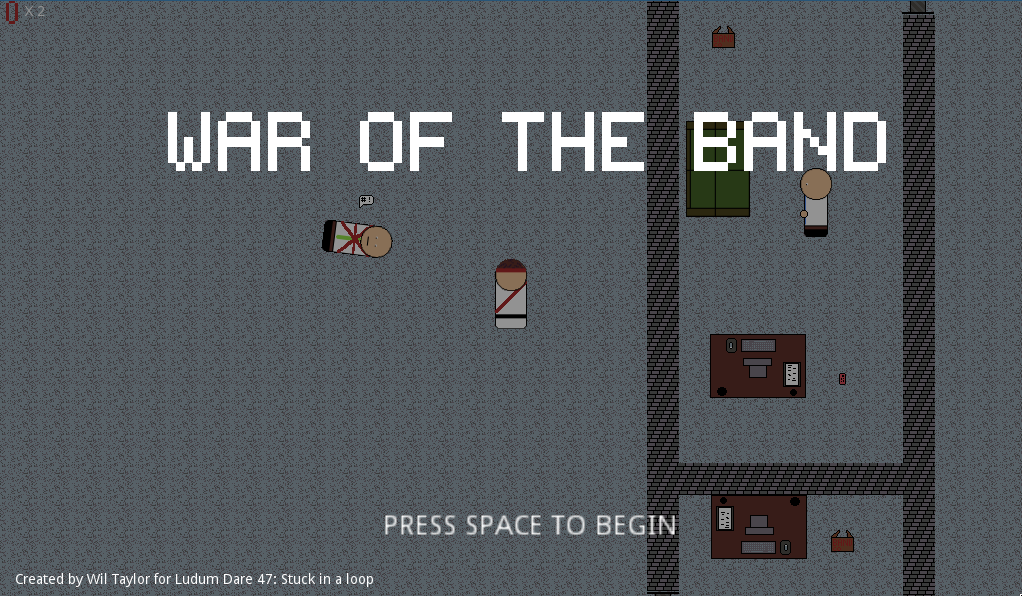 X 2
WAR OF THE BAND
#!
PRESS SPACE TO BEGIN
Created by Wil Taylor for Ludum Dare 47: Stuck in a loop